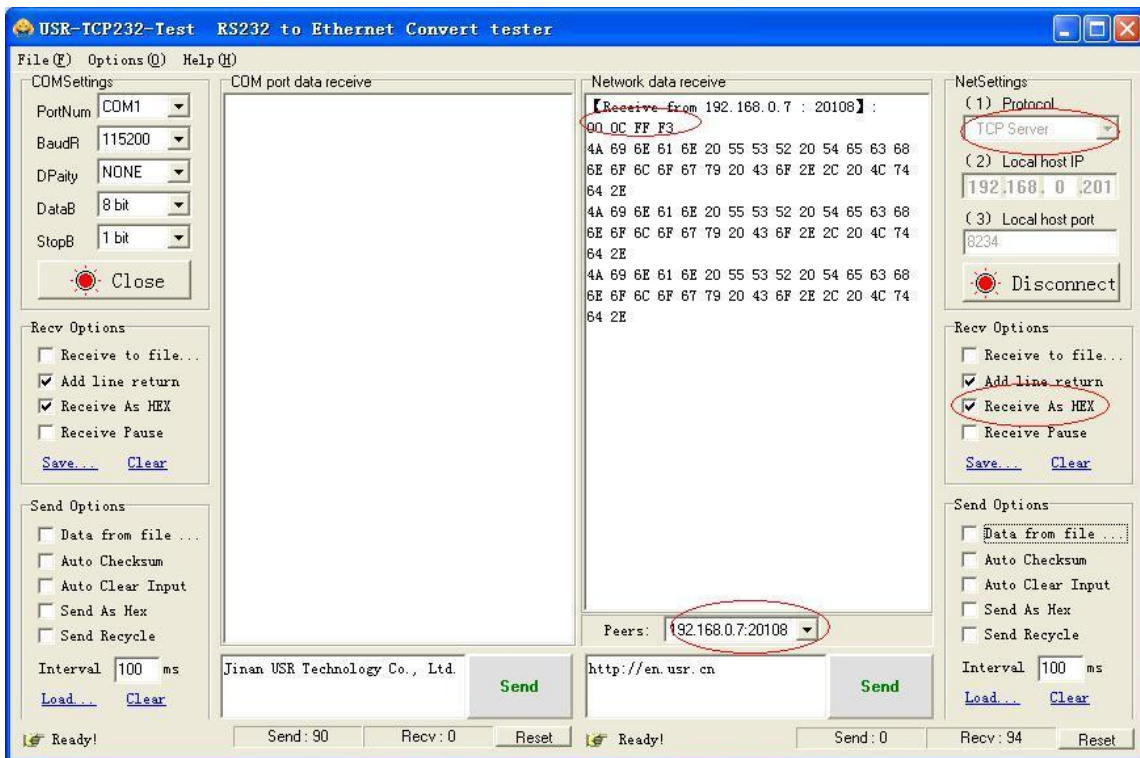 USR-TCP232-Test RS232 to Ethernet Convert tester
File(F) Options(O) Help(H)
COMSettings
PortNum COM1
BaudR 115200
DPaity NONE
DataB 8 bit
StopB 1 bit
Close
Recv Options
Receive to file...
Add line return
Receive As HEX
Receive Pause
Save... Clear
Send Options
Data from file ...
Auto Checksum
Auto Clear Input
Send As Hex
Send Recycle
Interval 100 ms
Load... Clear
COM port data receive
Jinan USR Technology Co., Ltd.
Send
Network data receive
【Receive from 192.168.0.7 : 20108】:
00 0C FF F3
4A 69 6E 61 6E 20 55 53 52 20 54 65 63 68
6E 6F 6C 6F 67 79 20 43 6F 2E 2C 20 4C 74
64 2E
4A 69 6E 61 6E 20 55 53 52 20 54 65 63 68
6E 6F 6C 6F 67 79 20 43 6F 2E 2C 20 4C 74
64 2E
4A 69 6E 61 6E 20 55 53 52 20 54 65 63 68
6E 6F 6C 6F 67 79 20 43 6F 2E 2C 20 4C 74
64 2E
Peers: 192.168.0.7:20108
http://en.usr.cn
Send
NetSettings
(1) Protocol
TCP Server
(2) Local host IP
192.168. 0 .201
(3) Local host port
8234
Disconnect
Recv Options
Receive to file...
Add line return
Receive As HEX
Receive Pause
Save... Clear
Send Options
Data from file ...
Auto Checksum
Auto Clear Input
Send As Hex
Send Recycle
Interval 100 ms
Load... Clear
Ready! Send : 90 Recv : 0 Reset
Ready! Send : 0 Recv : 94 Reset